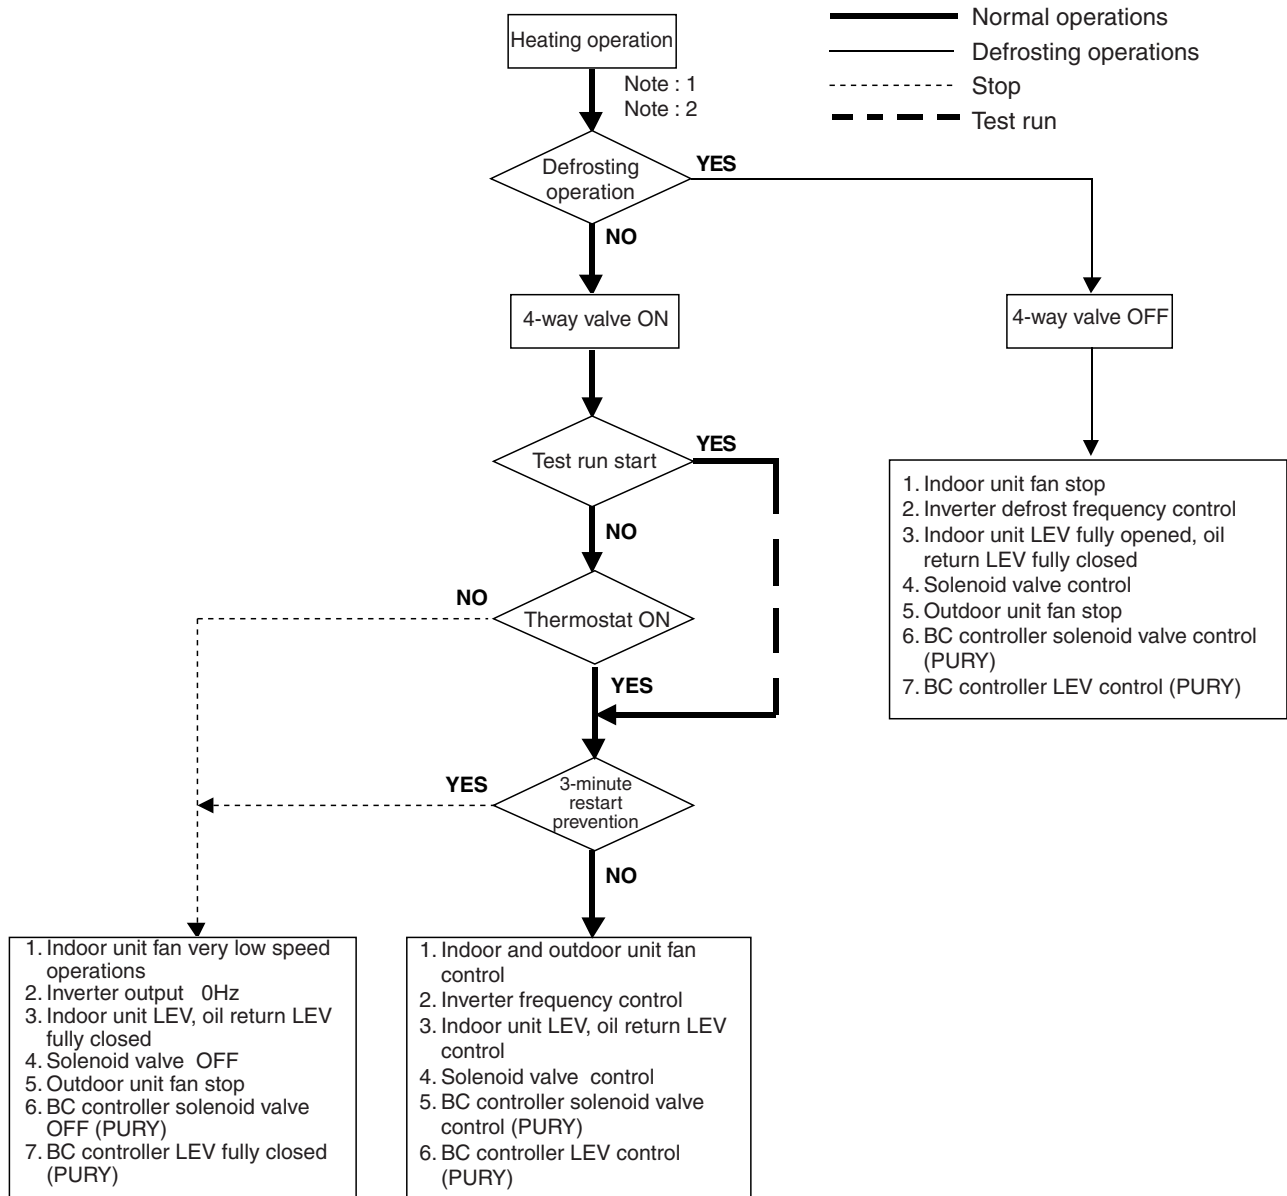 Heating operation
Note : 1
Note : 2
Normal operations
Defrosting operations
Stop
Test run
Defrosting
operation
YES
NO
4-way valve ON
4-way valve OFF
Test run start
YES
NO
Thermostat ON
NO
YES
3-minute
restart
prevention
YES
NO
1. Indoor unit fan stop
2. Inverter defrost frequency control
3. Indoor unit LEV fully opened, oil
return LEV fully closed
4. Solenoid valve control
5. Outdoor unit fan stop
6. BC controller solenoid valve control
(PURY)
7. BC controller LEV control (PURY)
1. Indoor unit fan very low speed
operations
2. Inverter output 0Hz
3. Indoor unit LEV, oil return LEV
fully closed
4. Solenoid valve OFF
5. Outdoor unit fan stop
6. BC controller solenoid valve
OFF (PURY)
7. BC controller LEV fully closed
(PURY)
1. Indoor and outdoor unit fan
control
2. Inverter frequency control
3. Indoor unit LEV, oil return LEV
control
4. Solenoid valve control
5. BC controller solenoid valve
control (PURY)
6. BC controller LEV control
(PURY)